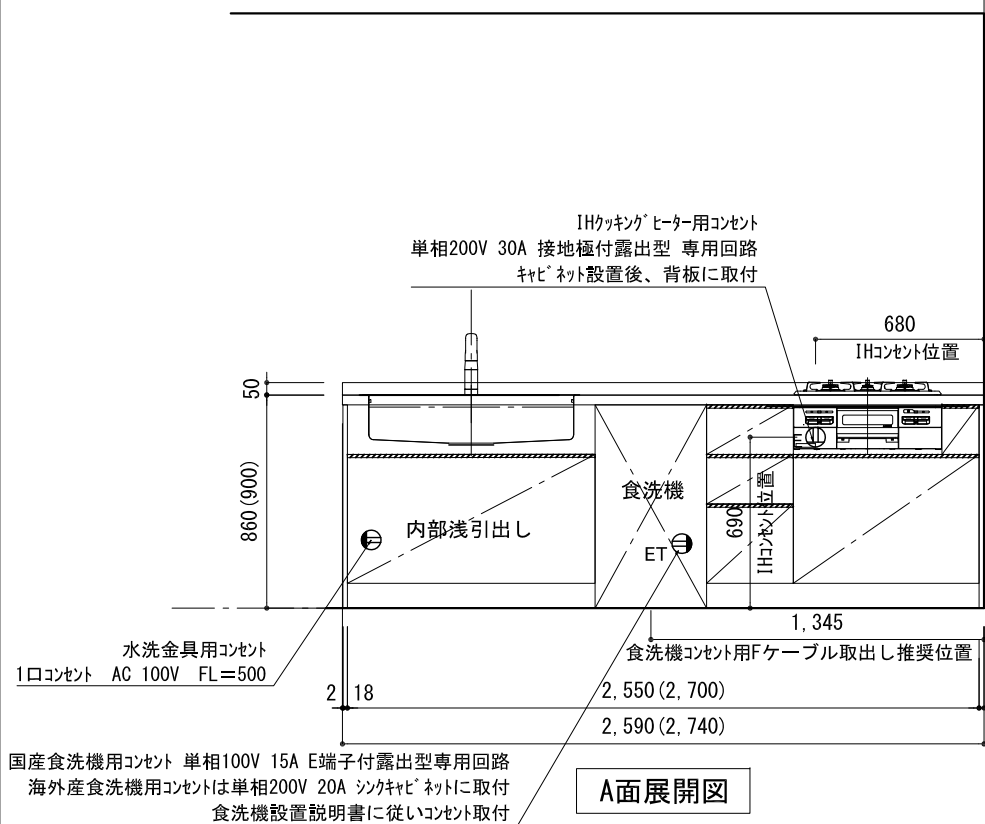 IHｸｯｷﾝｸﾞﾋｰﾀｰ用ｺﾝｾﾝﾄ
単相200V 30A 接地極付露出型 専用回路
ｷｬﾋﾞﾈｯﾄ設置後、背板に取付
680
IHｺﾝｾﾝﾄ位置
50
860(900)
食洗機
内部浅引出し
ET
690
IHｺﾝｾﾝﾄ位置
1,345
食洗機ｺﾝｾﾝﾄ用Fケーブル取出し推奨位置
水洗金具用ｺﾝｾﾝﾄ
1口ｺﾝｾﾝﾄ AC 100V FL=500
2 18
2,550(2,700)
2,590(2,740)
国産食洗機用ｺﾝｾﾝﾄ 単相100V 15A E端子付露出型専用回路
海外産食洗機用ｺﾝｾﾝﾄは単相200V 20A ｼﾝｸｷｬﾋﾞﾈｯﾄに取付
食洗機設置説明書に従いｺﾝｾﾝﾄ取付
A面展開図